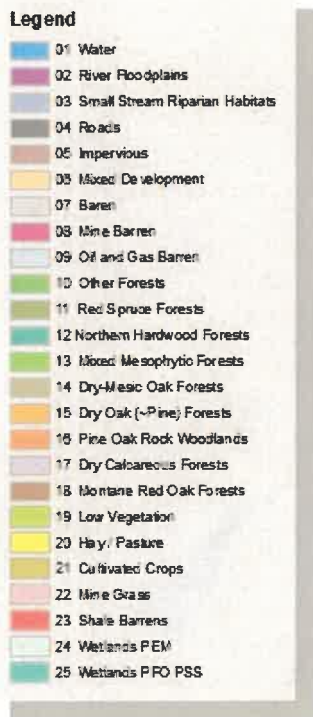 Legend
01 Water
02 River Floodplains
03 Small Stream Riparian Habitats
04 Roads
05 Impervious
06 Mixed Development
07 Baren
08 Mine Barren
09 Oil and Gas Barren
10 Other Forests
11 Red Spruce Forests
12 Northern Hardwood Forests
13 Mixed Mesophytic Forests
14 Dry-Mesic Oak Forests
15 Dry Oak (~Pine) Forests
16 Pine Oak Rock Woodlands
17 Dry Calcareous Forests
18 Montane Red Oak Forests
19 Low Vegetation
20 Hay / Pasture
21 Cultivated Crops
22 Mine Grass
23 Shale Barrens
24 Wetlands PEM
25 Wetlands PFO PSS